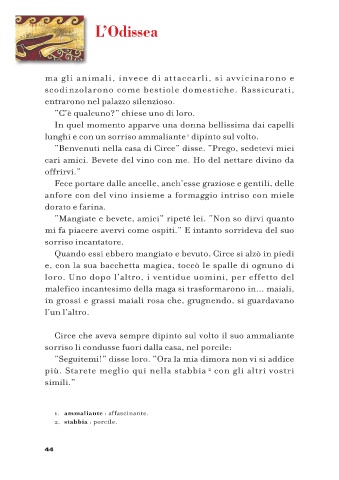 L'Odissea
ma gli animali, invece di attaccarli, si avvicinarono e
scodinzolarono come bestiole domestiche. Rassicurati,
entrarono nel palazzo silenzioso.
"C'è qualcuno?" chiese uno di loro.
In quel momento apparve una donna bellissima dai capelli
lunghi e con un sorriso ammaliante¹ dipinto sul volto.
"Benvenuti nella casa di Circe" disse. "Prego, sedetevi miei
cari amici. Bevete del vino con me. Ho del nettare divino da
offrirvi."
Fece portare dalle ancelle, anch'esse graziose e gentili, delle
anfore con del vino insieme a formaggio intriso con miele
dorato e farina.
"Mangiate e bevete, amici" ripeté lei. "Non so dirvi quanto
mi fa piacere avervi come ospiti." E intanto sorrideva del suo
sorriso incantatore.
Quando essi ebbero mangiato e bevuto, Circe si alzò in piedi
e, con la sua bacchetta magica, toccò le spalle di ognuno di
loro. Uno dopo l'altro, i ventidue uomini, per effetto del
malefico incantesimo della maga si trasformarono in... maiali,
in grossi e grassi maiali rosa che, grugnendo, si guardavano
l'un l'altro.
Circe che aveva sempre dipinto sul volto il suo ammaliante
sorriso li condusse fuori dalla casa, nel porcile:
"Seguitemi!" disse loro. "Ora la mia dimora non vi si addice
più. Starete meglio qui nella stabbia² con gli altri vostri
simili."
1. ammaliante : affascinante.
2. stabbia : porcile.
44